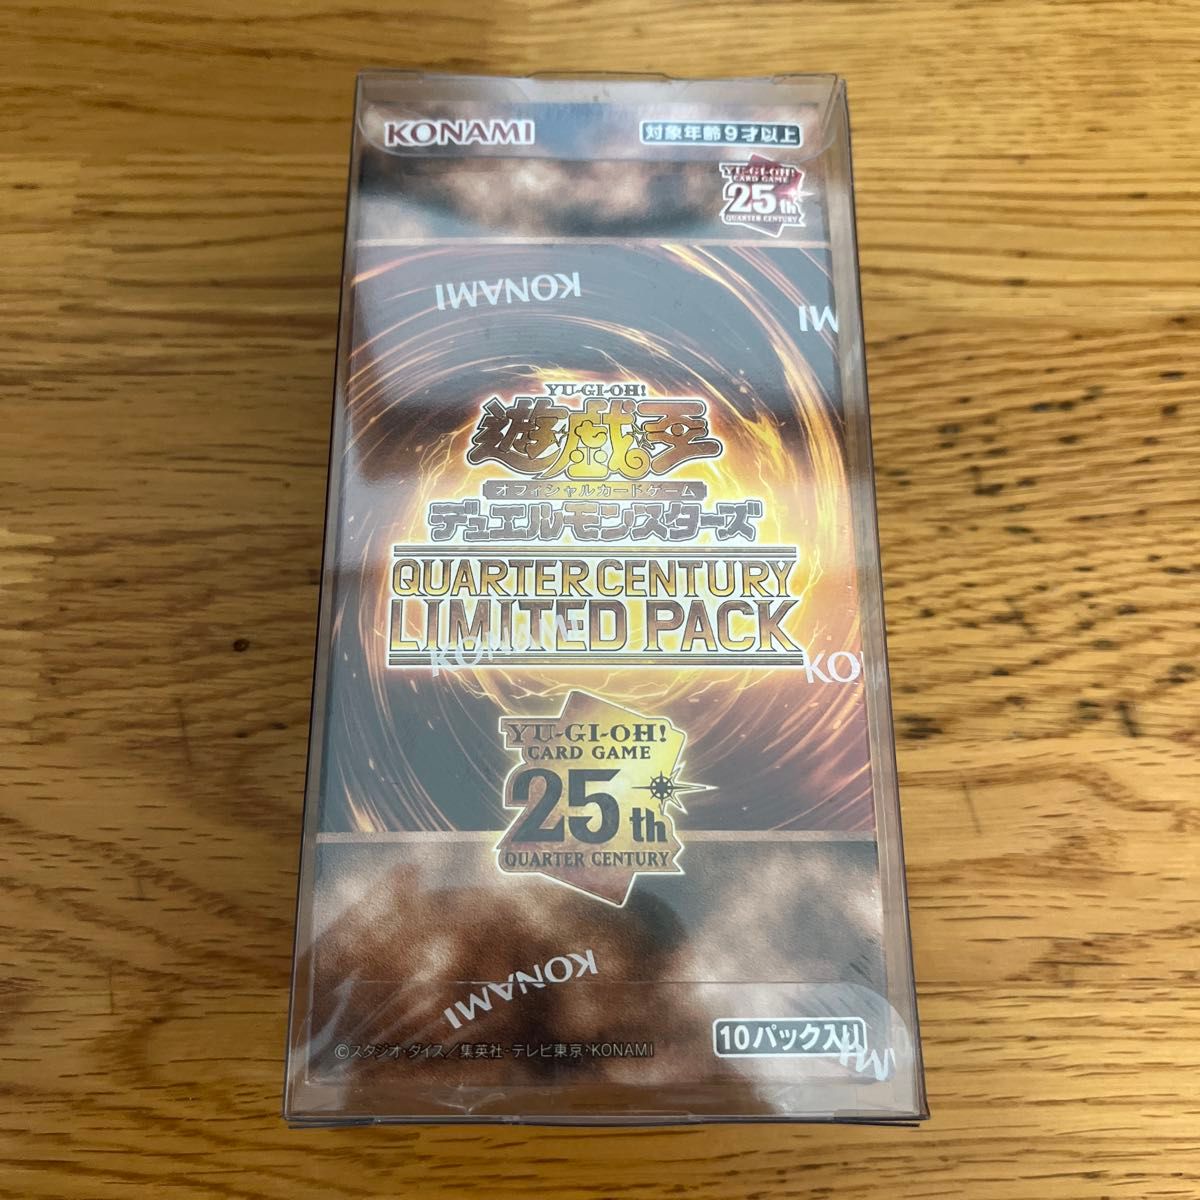 KONAMI
対象年齢9才以上
YU-GI-OH!
CARD GAME
25th
QUARTER CENTURY
KONAMI
MI
YU-GI-OH!
遊☆戯☆王
オフィシャルカードゲーム
デュエルモンスターズ
QUARTER CENTURY
LIMITED PACK
KONAMI
KO
YU-GI-OH!
CARD GAME
25th
QUARTER CENTURY
KONAMI
10パック入り
©スタジオ・ダイス／集英社・テレビ東京・KONAMI